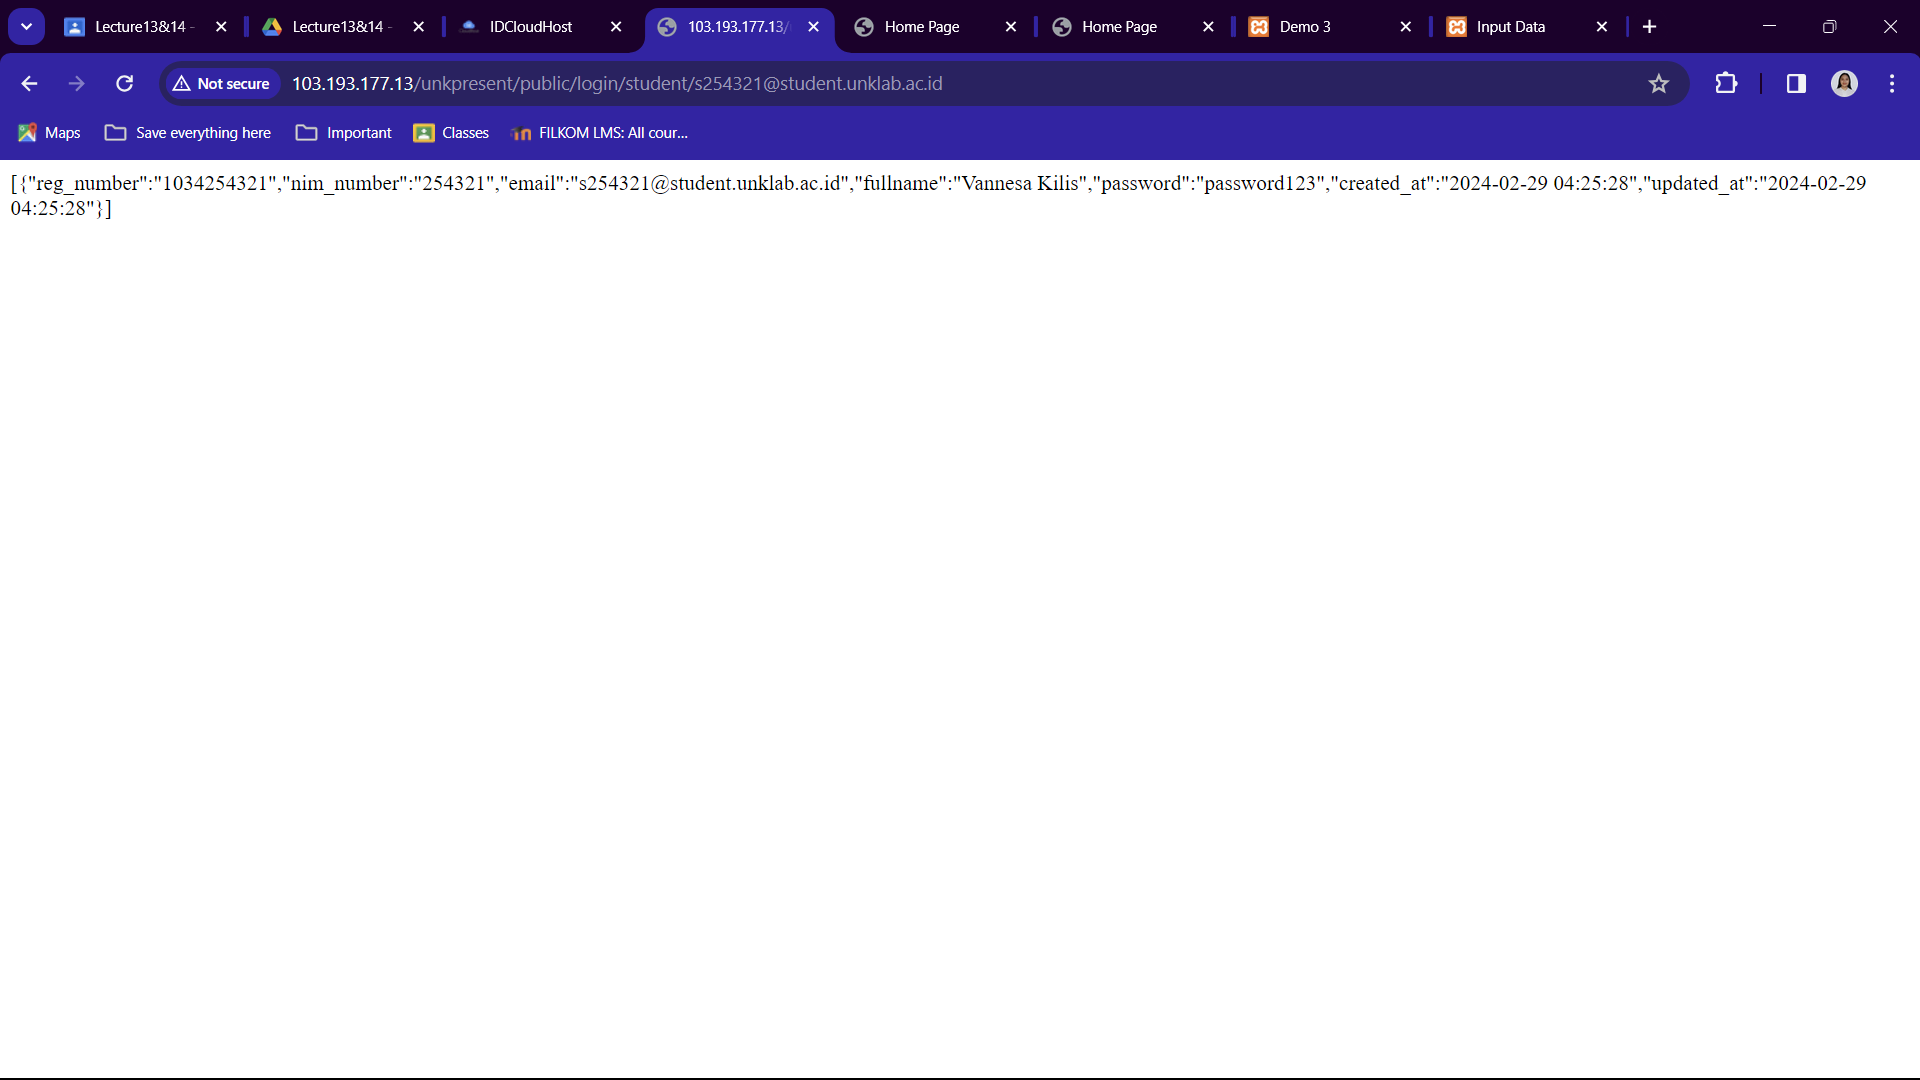 Lecture13&14 -
Lecture13&14 -
IDCloudHost
103.193.177.13/
Home Page
Home Page
Demo 3
Input Data
Not secure
103.193.177.13/unkpresent/public/login/student/s254321@student.unklab.ac.id
Maps
Save everything here
Important
Classes
FILKOM LMS: All cour...
[{"reg_number":"1034254321","nim_number":"254321","email":"s254321@student.unklab.ac.id","fullname":"Vannesa Kilis","password":"password123","created_at":"2024-02-29 04:25:28","updated_at":"2024-02-29
04:25:28"}]